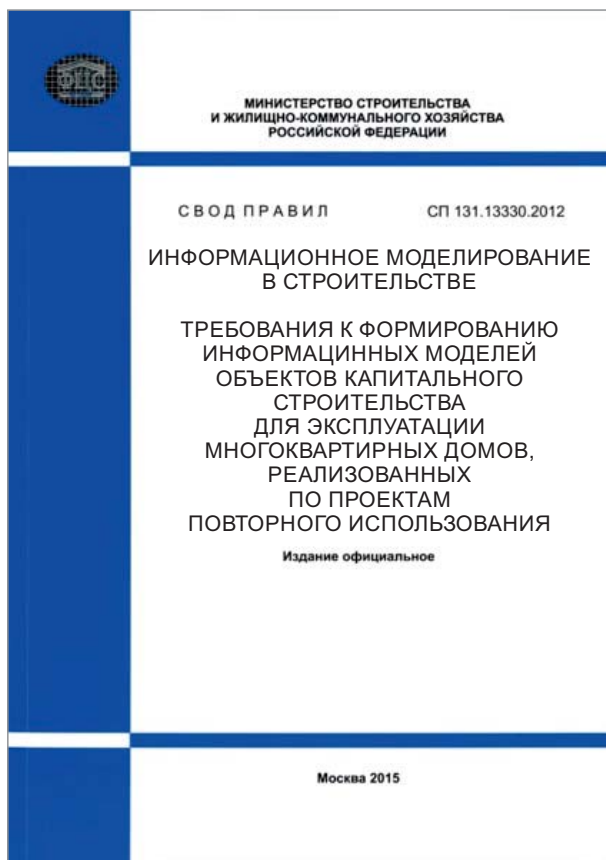 ФЦС
МИНИСТЕРСТВО СТРОИТЕЛЬСТВА
И ЖИЛИЩНО-КОММУНАЛЬНОГО ХОЗЯЙСТВА
РОССИЙСКОЙ ФЕДЕРАЦИИ
СВОД ПРАВИЛ СП 131.13330.2012
ИНФОРМАЦИОННОЕ МОДЕЛИРОВАНИЕ
В СТРОИТЕЛЬСТВЕ
ТРЕБОВАНИЯ К ФОРМИРОВАНИЮ
ИНФОРМАЦИННЫХ МОДЕЛЕЙ
ОБЪЕКТОВ КАПИТАЛЬНОГО
СТРОИТЕЛЬСТВА
ДЛЯ ЭКСПЛУАТАЦИИ
МНОГОКВАРТИРНЫХ ДОМОВ,
РЕАЛИЗОВАННЫХ
ПО ПРОЕКТАМ
ПОВТОРНОГО ИСПОЛЬЗОВАНИЯ
Издание официальное
Москва 2015